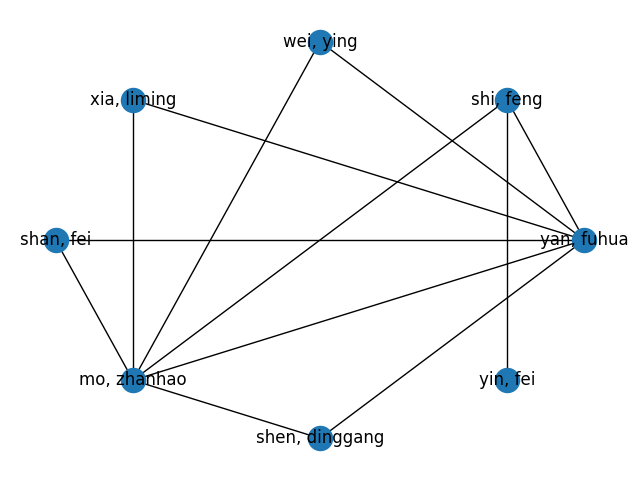 wei, ying
xia, liming
shi, feng
shan, fei
yan, fuhua
mo, zhanhao
yin, fei
shen, dinggang